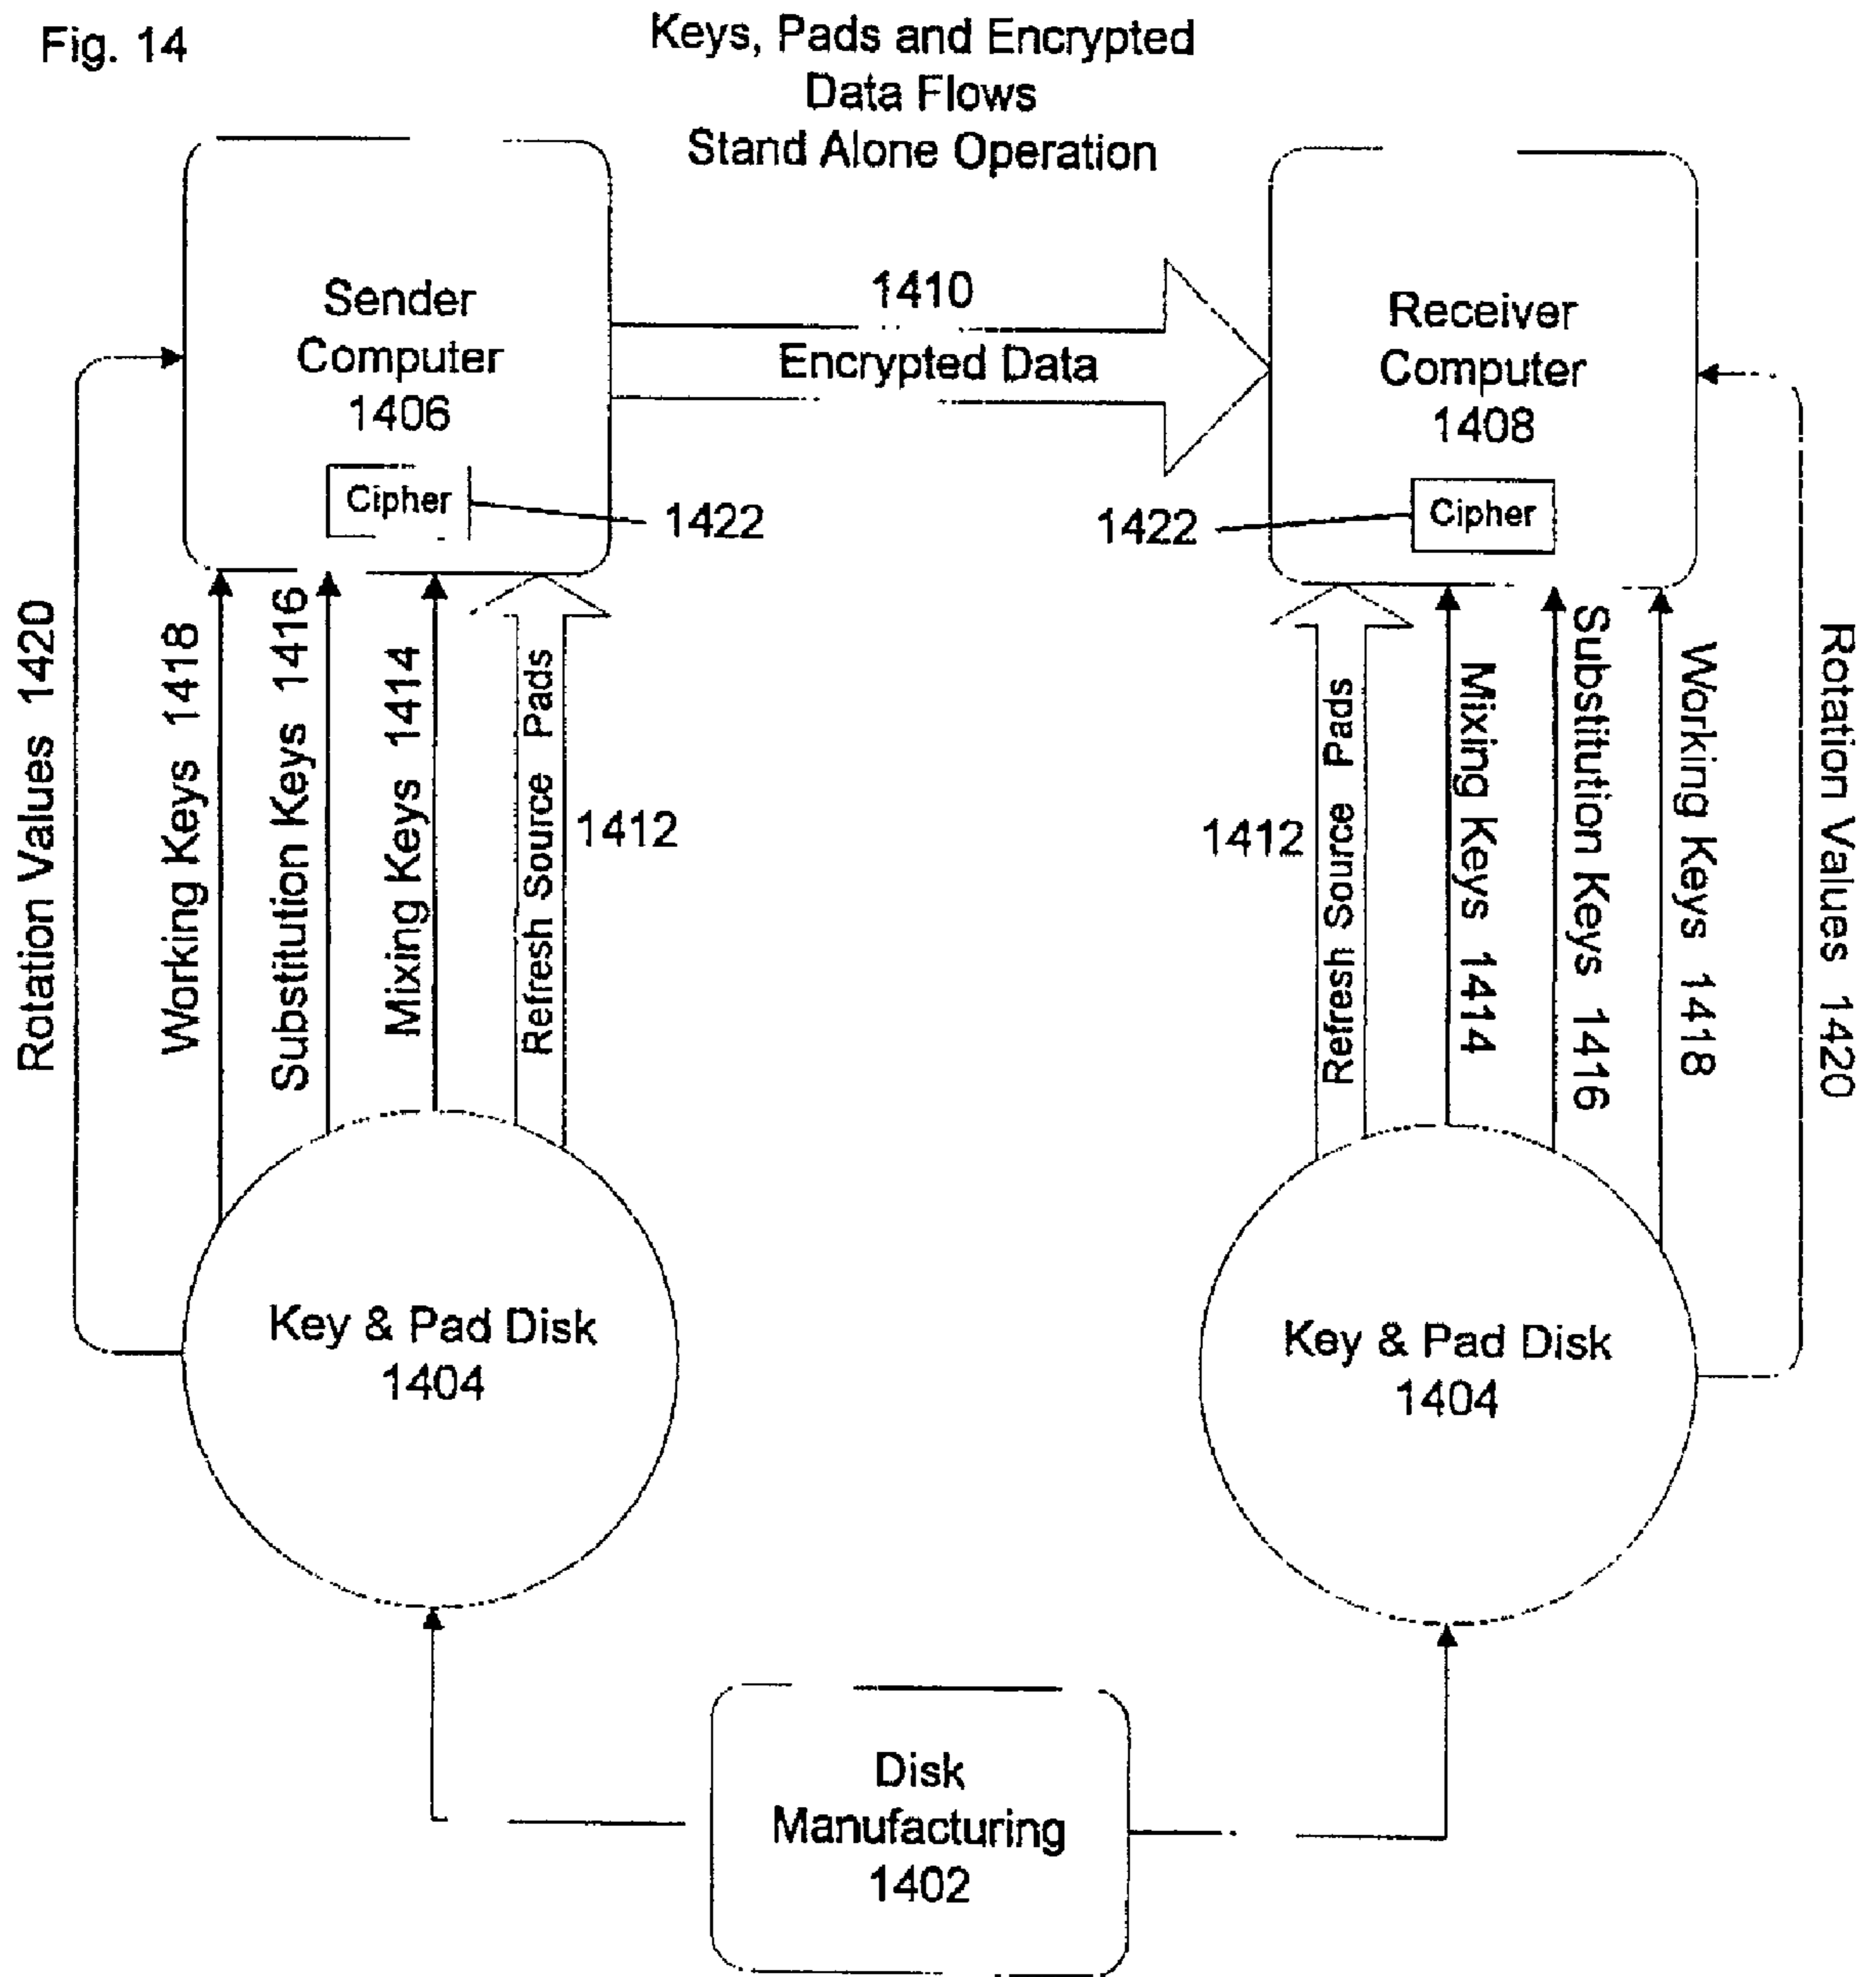 Fig. 14
Keys, Pads and Encrypted
Data Flows
Stand Alone Operation
Sender
Computer
1406
Cipher
1422
1410
Encrypted Data
Receiver
Computer
1408
Cipher
1422
Rotation Values 1420
Working Keys 1418
Substitution Keys 1416
Mixing Keys 1414
Refresh Source Pads
1412
1412
Refresh Source Pads
Mixing Keys 1414
Substitution Keys 1416
Working Keys 1418
Rotation Values 1420
Key & Pad Disk
1404
Key & Pad Disk
1404
Disk
Manufacturing
1402